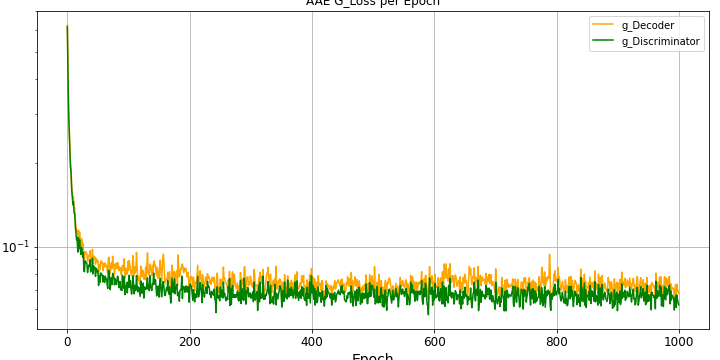 AAE G_Loss per Epoch
g_Decoder
g_Discriminator
10⁻¹
0 200 400 600 800 1000
Epoch